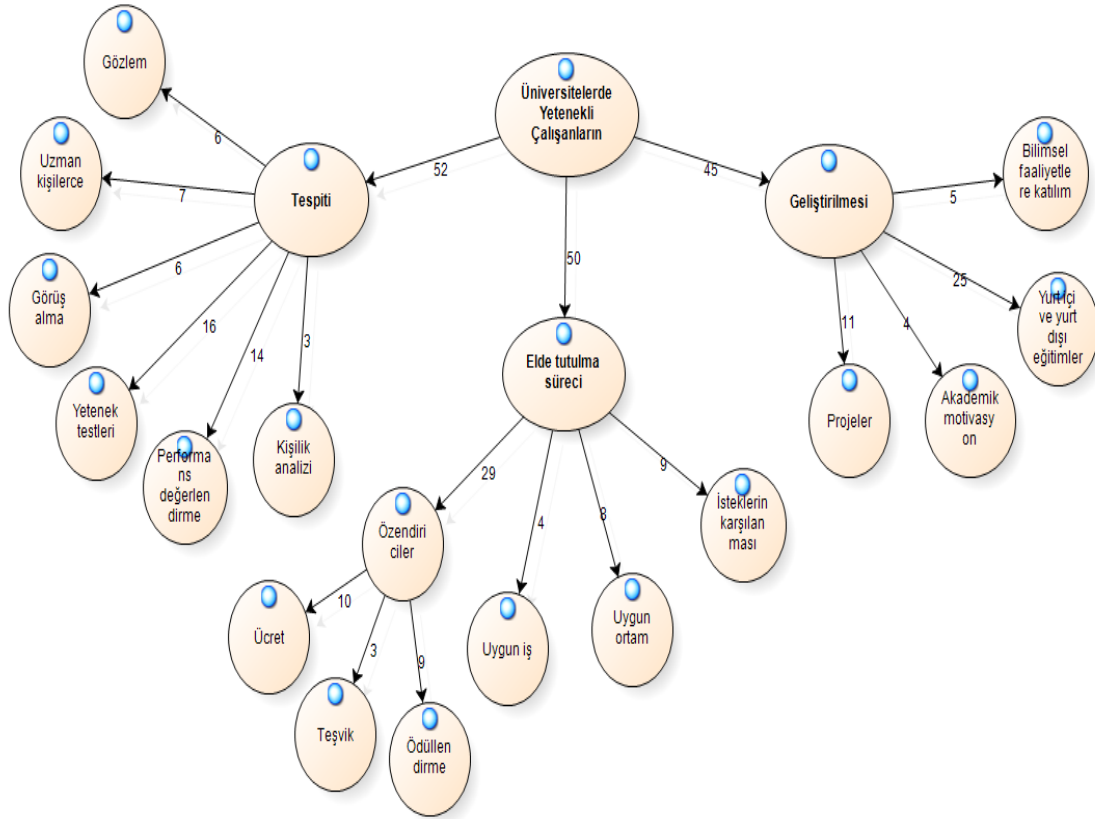 Gözlem
Üniversitelerde
Yetenekli
Çalışanların
6
Uzman
kişilerce
52
45
Bilimsel
faaliyetle
re katılım
7
Tespiti
Geliştirilmesi
5
50
6
Görüş
alma
25
Yurt içi
ve yurt
dışı
eğitimler
16
14
3
11
4
Elde tutulma
süreci
Yetenek
testleri
Projeler
Akademik
motivasy
on
Performa
ns
değerlen
dirme
Kişilik
analizi
29
9
4
8
İsteklerin
karşılan
ması
Özendiri
ciler
10
Uygun
ortam
Ücret
3
9
Uygun iş
Teşvik
Ödüllen
dirme